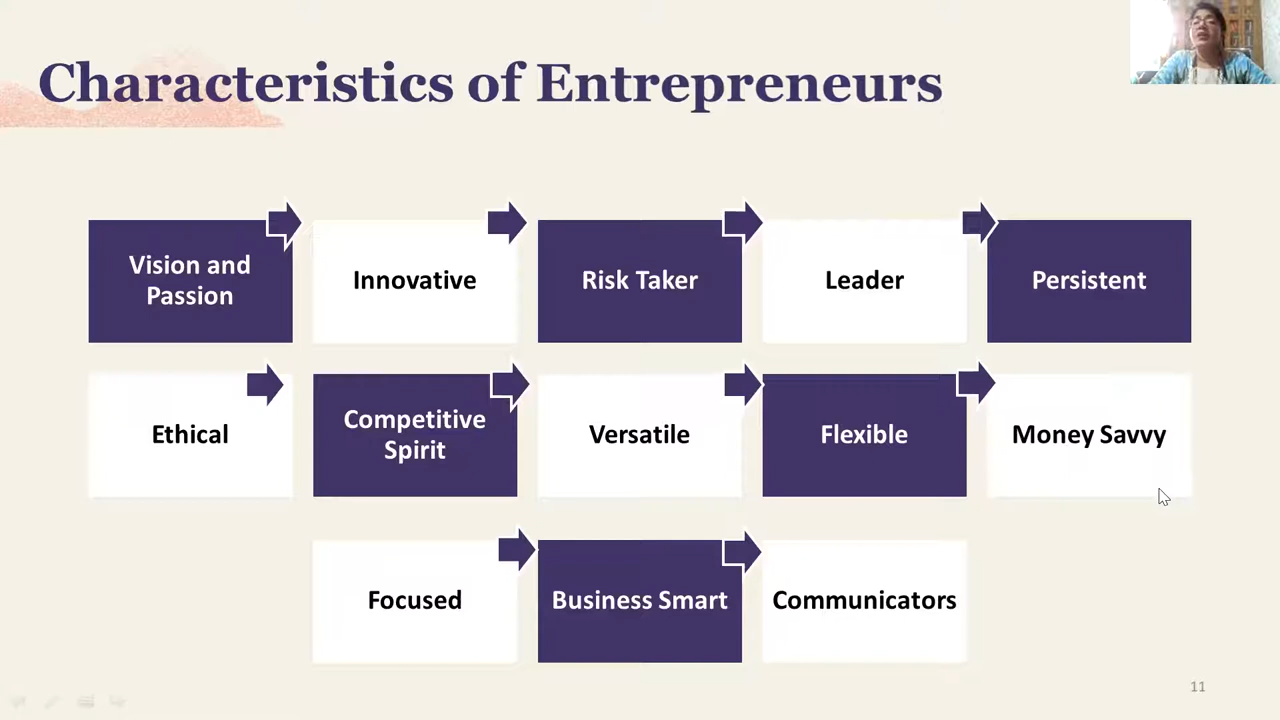 Characteristics of Entrepreneurs
Vision and
Passion
Innovative
Risk Taker
Leader
Persistent
Ethical
Competitive
Spirit
Versatile
Flexible
Money Savvy
Focused
Business Smart
Communicators
11